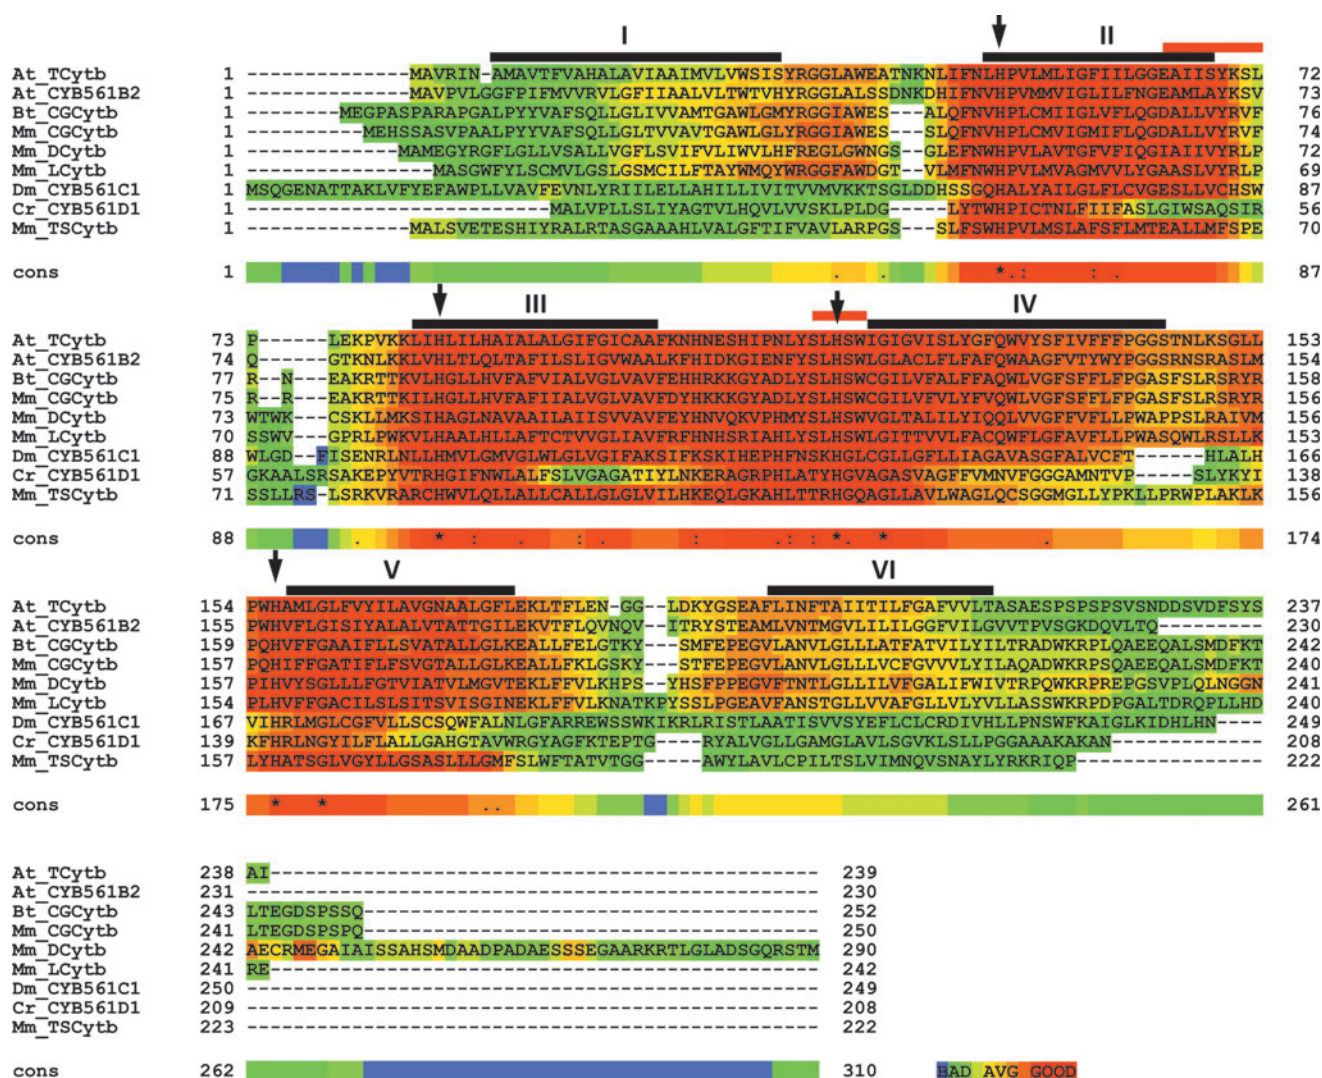 I II
At_TCytb 1 --------------MAVRIN-AMAVTFVAHALAVIAAIMVLVWSISYRGGLAWEATNKNLIFNLHPVLMLIGFIILGGEAIISYKSL 72
At_CYB561B2 1 --------------MAVPVLGGFPIFMVVRVLGFIIAALVLTWTVHYRGGLALSSDNKDHIFNVHPVMMVIGLILFNGEAMLAYKSV 73
Bt_CGCytb 1 --------MEGPASPARAPGALPYYVAFSQLLGLIVVAMTGAWLGMYRGGIAWES---ALQFNVHPLCMIIGLVFLQGDALLVYRVF 76
Mm_CGCytb 1 ----------MEHSSASVPAALPYYVAFSQLLGLTVVAVTGAWLGLYRGGIAWES---SLQFNVHPLCMVIGMIFLQGDALLVYRVF 74
Mm_DCytb 1 -------------MAMEGYRGFLGLLVSALLVGFLSVIFVLIWVLHFREGLGWNGS--GLEFNWHPVLAVTGFVFIQGIAIIVYRLP 72
Mm_LCytb 1 ----------------MASGWFYLSCMVLGSLGSMCILFTAYWMQYWRGGFAWDGT--VLMFNWHPVLMVAGMVVLYGAASLVYRLP 69
Dm_CYB561C1 1 MSQGENATTAKLVFYEFAWPLLVAVFEVNLYRIILELLAHILLIVITVVMVKKTSGLDDHSSGQHALYAILGLFLCVGESLLVCHSW 87
Cr_CYB561D1 1 --------------------------MALVPLLSLIYAGTVLHQVLVVSKLPLDG-----LYTWHPICTNLFIIFASLGIWSAQSIR 56
Mm_TSCytb 1 --------------MALSVETESHIYRALRTASGAAAHLVALGFTIFVAVLARPGS---SLFSWHPVLMSLAFSFLMTEALLMFSPE 70
cons 1 . . *.: : . 87
III IV
At_TCytb 73 P------LEKPVKKLIHLILHAIALALGIFGICAAFKNHNESHIPNLYSLHSWIGIGVISLYGFQWVYSFIVFFFPGGSTNLKSGLL 153
At_CYB561B2 74 Q------GTKNLKKLVHLTLQLTAFILSLIGVWAALKFHIDKGIENFYSLHSWLGLACLFLFAFQWAAGFVTYWYPGGSRNSRASLM 154
Bt_CGCytb 77 R--N---EAKRTTKVLHGLLHVFAFVIALVGLVAVFEHHRKKGYADLYSLHSWCGILVFALFFAQWLVGFSFFLFPGASFSLRSRYR 158
Mm_CGCytb 75 R--R---EAKRTTKILHGLLHVFAFIIALVGLVAVFDYHKKKGYADLYSLHSWCGILVFVLYFVQWLVGFSFFLFPGASFSLRSRYR 156
Mm_DCytb 73 WTWK---CSKLLMKSIHAGLNAVAAILAIISVVAVFEYHNVQKVPHMYSLHSWVGLTALILYIQQLVVGFFVFLLPWAPPSLRAIVM 156
Mm_LCytb 70 SSWV---GPRLPWKVLHAALHLLAFTCTVVGLIAVFRFHNHSRIAHLYSLHSWLGITTVVLFACQWFLGFAVFLLPWASQWLRSLLK 153
Dm_CYB561C1 88 WLGD--FISENRLNLLHMVLGMVGLWLGLVGIFAKSIFKSKIHEPHFNSKHGLCGLFGFLLIAGAVASGFALVCFT-----HLALH 166
Cr_CYB561D1 57 GKAALSRSRSAKEPVTRHGIFNWLALFSLVGAGATIYLNKERAGRPHLATYHGVAGASVAGFFVMNVFGGGAMNTVP-----SLYKYI 138
Mm_TSCytb 71 SSLLRS-LSRKVRARCHWVLQLLALLCALLGLGLVILHKEQLGKAHLTTRHGQAGLLAVLWAGLQCSGGMGLLYPKLLPRWPLAKLK 156
cons 88 . * : . : . : .:: *. * . 174
V VI
At_TCytb 154 PWHAMLGLFVYILAVGNAALGFLEKLTFLEN-GG--LDKYGSEAFLINFTAIITILFGAFVVLTASAESPSPSPSVSNDDSVDFSYS 237
At_CYB561B2 155 PWHVFLGISIYALALVTATTGILEKVTFLQVNQV--ITRYSTEAMLVNTMGVLILILGGFVILGVVTPVSGKDQVLTQ--------- 230
Bt_CGCytb 159 PQHVFFGAAIFLLSVATALLGLKEALLFELGTKY---SMFEPEGVLANVLGLLLATFATVILYILTRADWKRPLQAEEQALSMDFKT 242
Mm_CGCytb 157 PQHIFFGATIFLFSVGTALLGLKEALLFKLGSKY---STFEPEGVLANVLGLLLVCFGVVVLYILAQADWKRPSQAEEQALSMDFKT 240
Mm_DCytb 157 PIHVYSGLLLFGTVIATVLMGVTEKLFFVLKHPS--YHSFPPEGVFTNTLGLLILVFGALIFWIVTRPQWKRPREPGSVPLQLNGGN 241
Mm_LCytb 154 PLHVFFGACILSLSITSVISGINEKLFFVLKNATKPYSSLPGEAVFANSTGLLVVAFGLLVLYVLLASSWKRPDPGALTDRQPLLHD 240
Dm_CYB561C1 167 VIHRLMGLCGFVLLSCSQWFALNLGFARREWSSWKIKRLRISTLAATISVVSYEFLCLCRDIVHLLPNSWFKAIGLKIDHLHN---- 249
Cr_CYB561D1 139 KFHRLNGYILFLALLGAHGTAVWRGYAGFKTEPTG----RYALVGLLGAMGLAVLSGVKLSLLPGGAAAKAKAN------------- 208
Mm_TSCytb 157 LYHATSGLVGYLLGSASLLLGMFSLWFTATVTGG-----AWYLAVLCPILTSLVIMNQVSNAYLYRKRIQP---------------- 222
cons 175 * * .. 261
At_TCytb 238 AI----------------------------------------------- 239
At_CYB561B2 231 ------------------------------------------------- 230
Bt_CGCytb 243 LTEGDSPSSQ--------------------------------------- 252
Mm_CGCytb 241 LTEGDSPSPQ--------------------------------------- 250
Mm_DCytb 242 AECRMEGAIAISSAHSMDAADPADAESSSEGAARKRTLGLADSGQRSTM 290
Mm_LCytb 241 RE----------------------------------------------- 242
Dm_CYB561C1 250 ------------------------------------------------- 249
Cr_CYB561D1 209 ------------------------------------------------- 208
Mm_TSCytb 223 ------------------------------------------------- 222
cons 262 310 BAD AVG GOOD